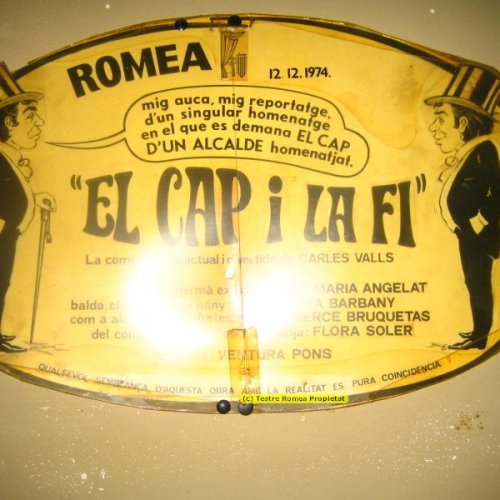 ROMEA
12.12.1974.
mig auca, mig reportatge,
d'un singular homenatge
en el que es demana EL CAP
D'UN ALCALDE homenatjat.
"EL CAP i LA FI"
La actual i divertida de CARLES VALLS
germà MARIA ANGELAT
balda, pany: BARBANY
com a BRUQUETAS
del FLORA SOLER
VENTURA PONS
QUALSEVOL SEMBLANÇA D'AQUESTA OBRA AMB LA REALITAT ES PURA COINCIDENCIA
(c) Teatre Romea Propietat